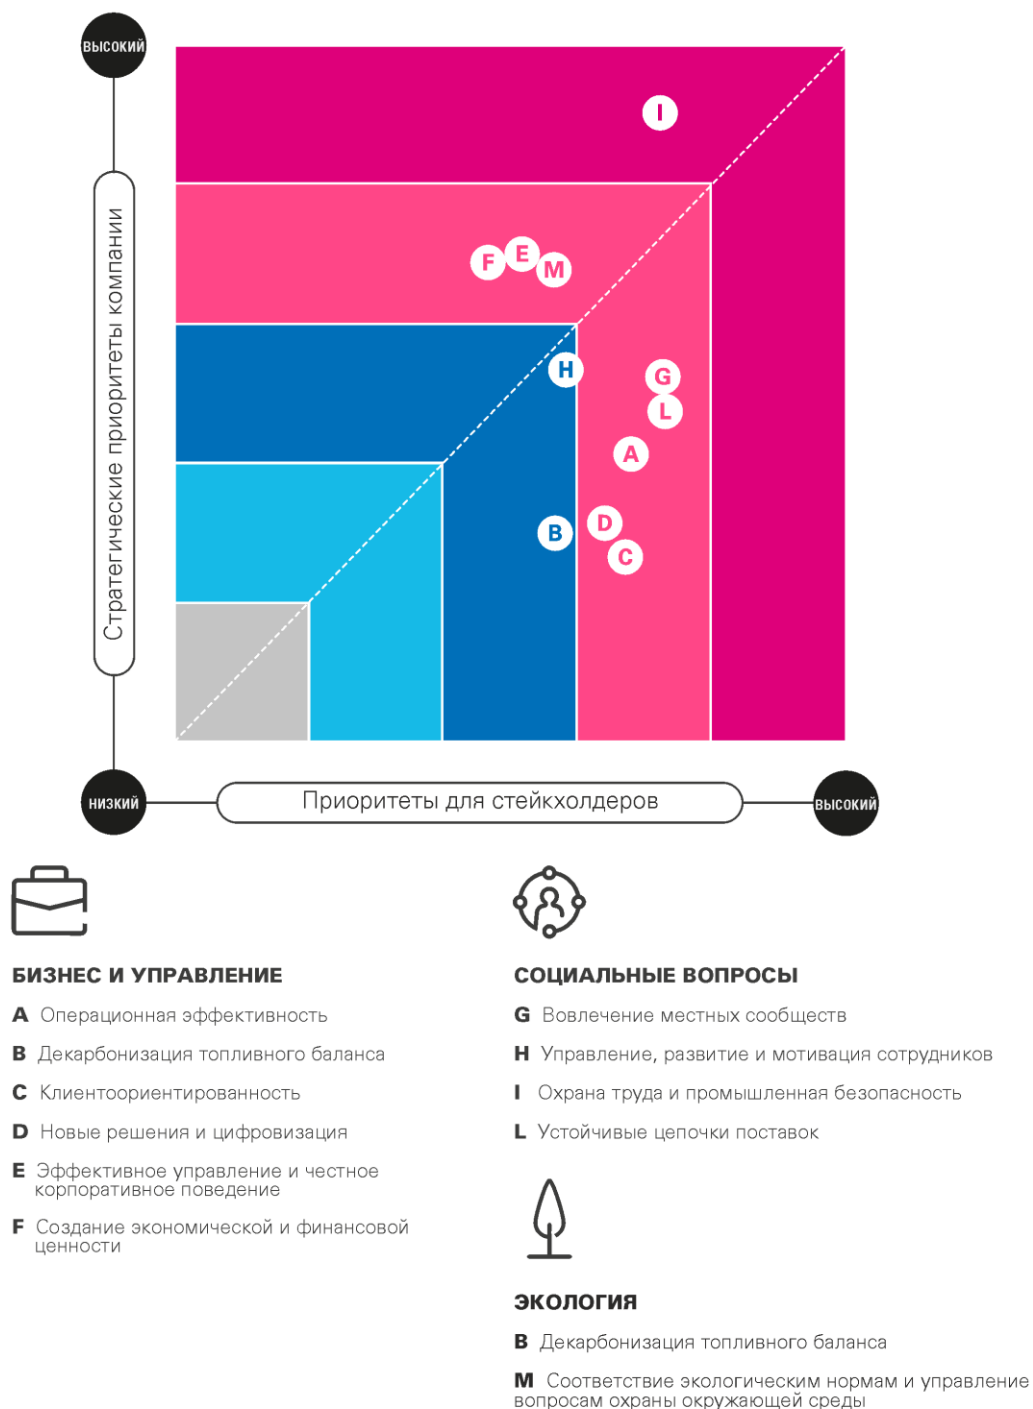 ВЫСОКИЙ
I
Стратегические приоритеты компании
F
E
M
H
G
L
A
B
D
C
НИЗКИЙ
Приоритеты для стейкхолдеров
ВЫСОКИЙ
БИЗНЕС И УПРАВЛЕНИЕ
A Операционная эффективность
B Декарбонизация топливного баланса
C Клиентоориентированность
D Новые решения и цифровизация
E Эффективное управление и честное
корпоративное поведение
F Создание экономической и финансовой
ценности
СОЦИАЛЬНЫЕ ВОПРОСЫ
G Вовлечение местных сообществ
H Управление, развитие и мотивация сотрудников
I Охрана труда и промышленная безопасность
L Устойчивые цепочки поставок
ЭКОЛОГИЯ
B Декарбонизация топливного баланса
M Соответствие экологическим нормам и управление
вопросам охраны окружающей среды